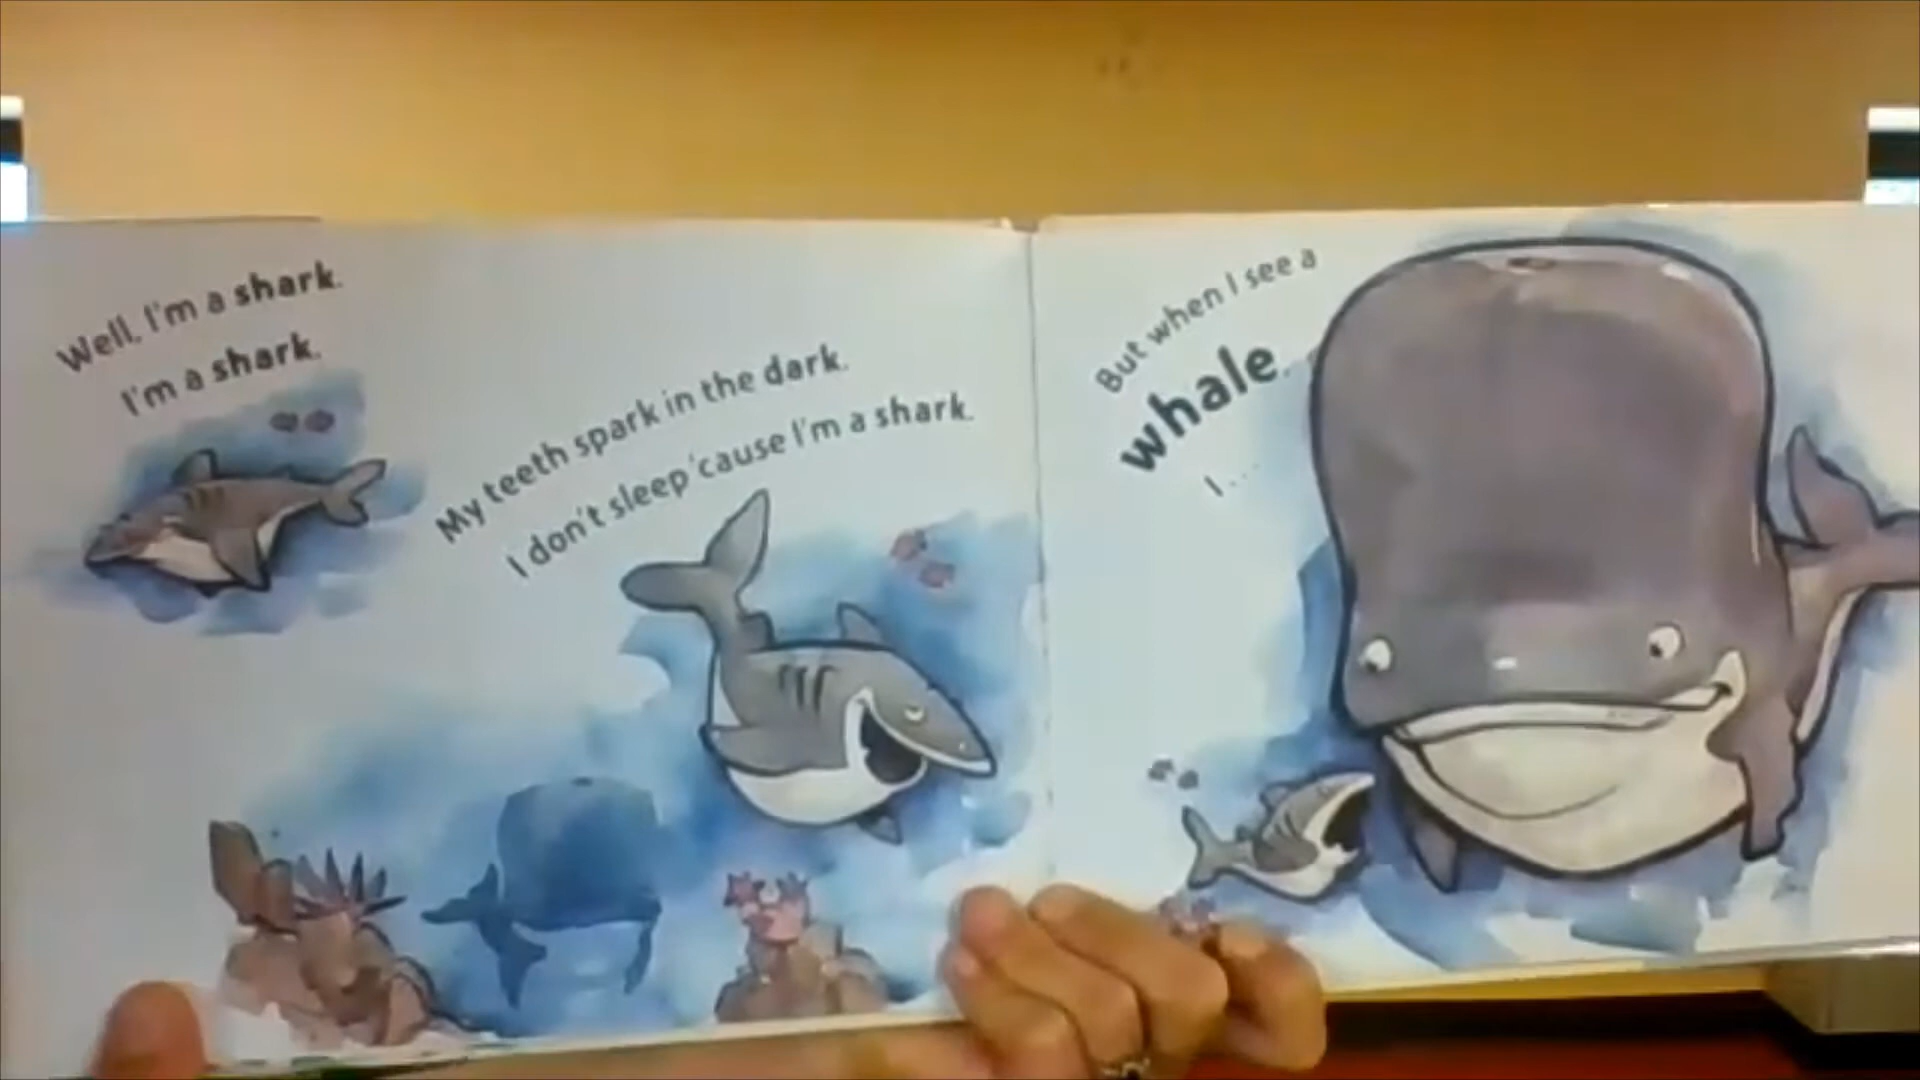 Well, I'm a shark.
I'm a shark.
My teeth spark in the dark.
I don't sleep 'cause I'm a shark.
But when I see a
whale,
I...